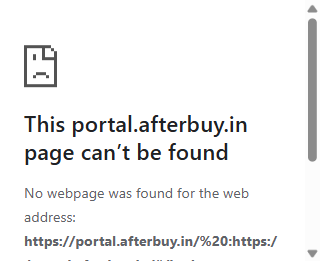 This portal.afterbuy.in
page can’t be found
No webpage was found for the web
address:
https://portal.afterbuy.in/%20:https:/